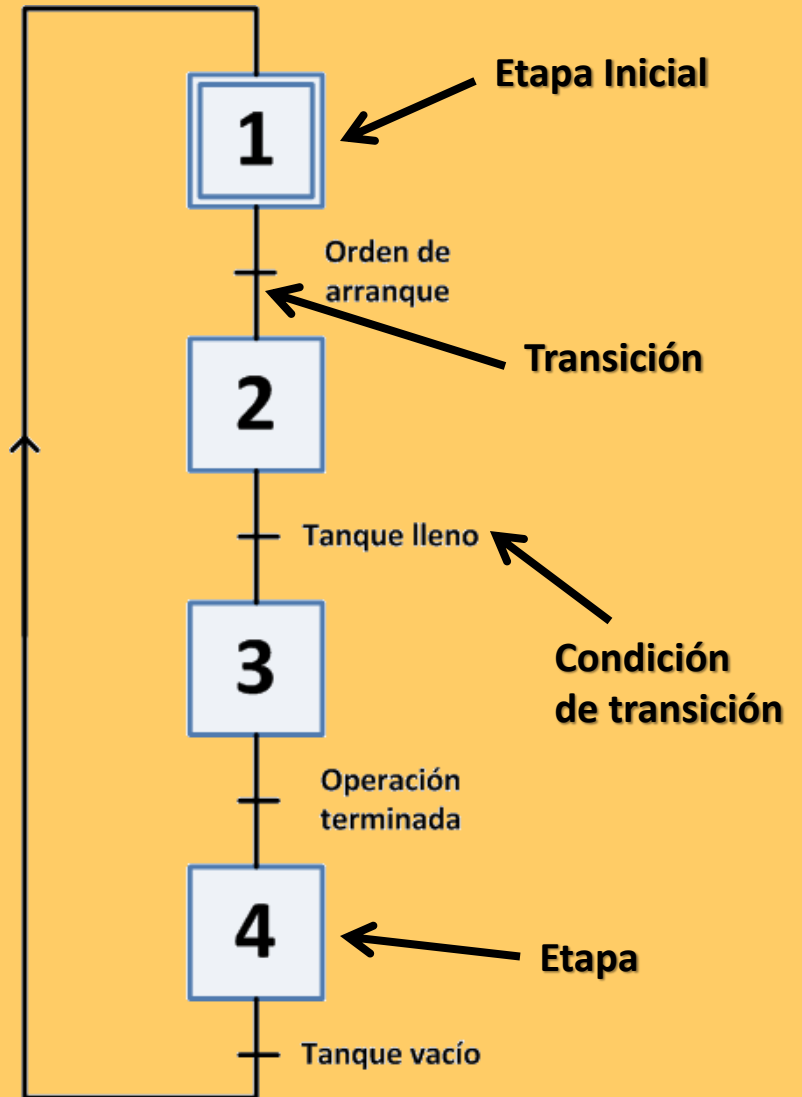 1
Etapa Inicial
Orden de
arranque
Transición
2
Tanque lleno
Condición
de transición
3
Operación
terminada
4
Etapa
Tanque vacío